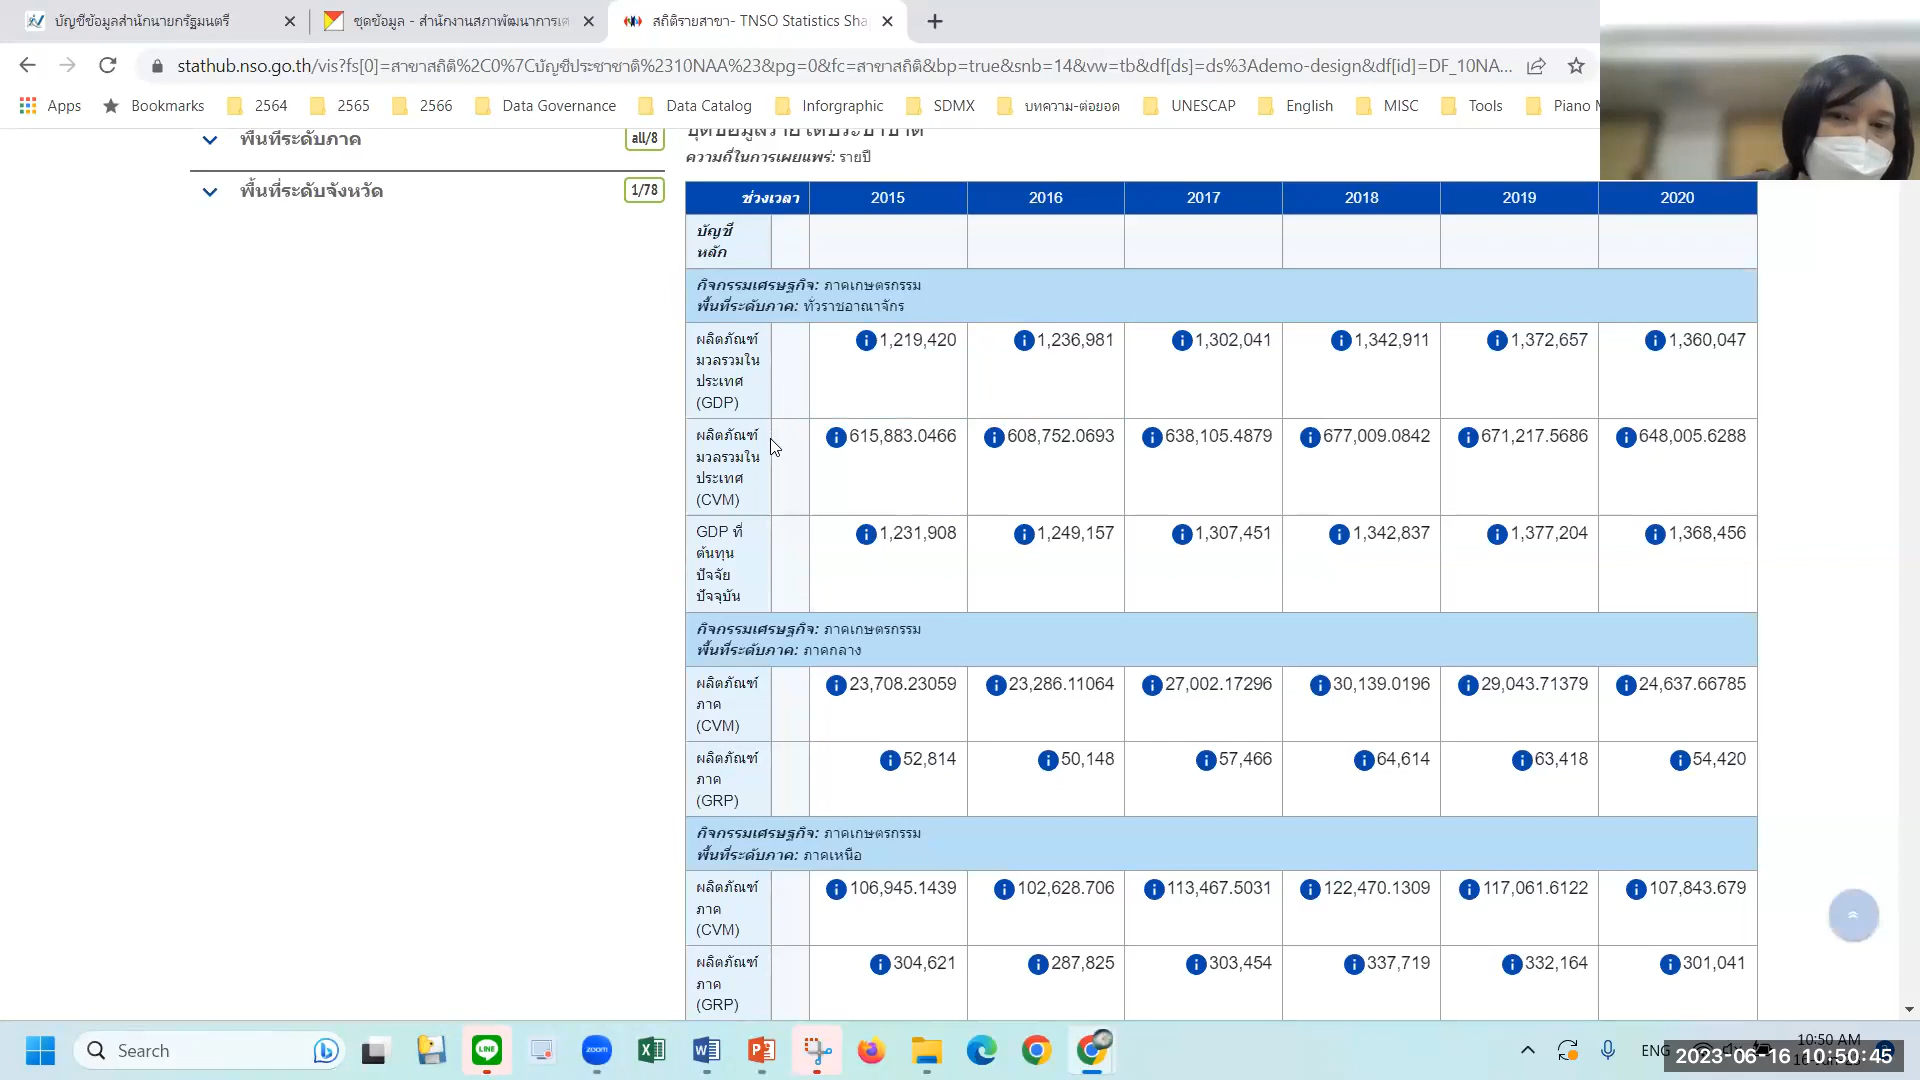 บัญชีข้อมูลสำนักนายกรัฐมนตรี
ชุดข้อมูล - สำนักงานสภาพัฒนาการเศ
สถิติรายสาขา- TNSO Statistics Sha
stathub.nso.go.th/vis?fs[0]=สาขาสถิติ%2C0%7Cบัญชีประชาชาติ%2310NAA%23&pg=0&fc=สาขาสถิติ&bp=true&snb=14&vw=tb&df[ds]=ds%3Ademo-design&df[id]=DF_10NA...
Apps Bookmarks 2564 2565 2566 Data Governance Data Catalog Inforgraphic SDMX บทความ-ต่อยอด UNESCAP English MISC Tools Piano
พื้นที่ระดับภาค all/8
พื้นที่ระดับจังหวัด 1/78
ชุดข้อมูลรายได้ประชาชาติ
ความถี่ในการเผยแพร่: รายปี
ช่วงเวลา 2015 2016 2017 2018 2019 2020
บัญชี
หลัก
กิจกรรมเศรษฐกิจ: ภาคเกษตรกรรม
พื้นที่ระดับภาค: ทั่วราชอาณาจักร
ผลิตภัณฑ์ 1,219,420 1,236,981 1,302,041 1,342,911 1,372,657 1,360,047
มวลรวมใน
ประเทศ
(GDP)
ผลิตภัณฑ์ 615,883.0466 608,752.0693 638,105.4879 677,009.0842 671,217.5686 648,005.6288
มวลรวมใน
ประเทศ
(CVM)
GDP ที่ 1,231,908 1,249,157 1,307,451 1,342,837 1,377,204 1,368,456
ต้นทุน
ปัจจัย
ปัจจุบัน
กิจกรรมเศรษฐกิจ: ภาคเกษตรกรรม
พื้นที่ระดับภาค: ภาคกลาง
ผลิตภัณฑ์ 23,708.23059 23,286.11064 27,002.17296 30,139.0196 29,043.71379 24,637.66785
ภาค
(CVM)
ผลิตภัณฑ์ 52,814 50,148 57,466 64,614 63,418 54,420
ภาค
(GRP)
กิจกรรมเศรษฐกิจ: ภาคเกษตรกรรม
พื้นที่ระดับภาค: ภาคเหนือ
ผลิตภัณฑ์ 106,945.1439 102,628.706 113,467.5031 122,470.1309 117,061.6122 107,843.679
ภาค
(CVM)
ผลิตภัณฑ์ 304,621 287,825 303,454 337,719 332,164 301,041
ภาค
(GRP)
Search
LINE
zoom
ENG
10:50 AM
2023-06-16 10:50:45